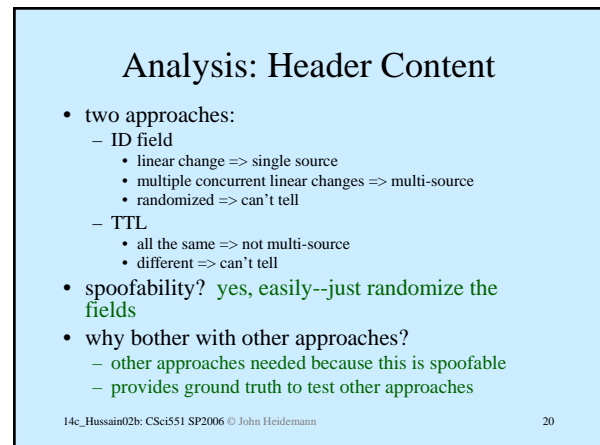 Analysis: Header Content
• two approaches:
– ID field
• linear change => single source
• multiple concurrent linear changes => multi-source
• randomized => can't tell
– TTL
• all the same => not multi-source
• different => can't tell
• spoofability? yes, easily--just randomize the
fields
• why bother with other approaches?
– other approaches needed because this is spoofable
– provides ground truth to test other approaches
14c_Hussain02b: CSci551 SP2006 © John Heidemann 20